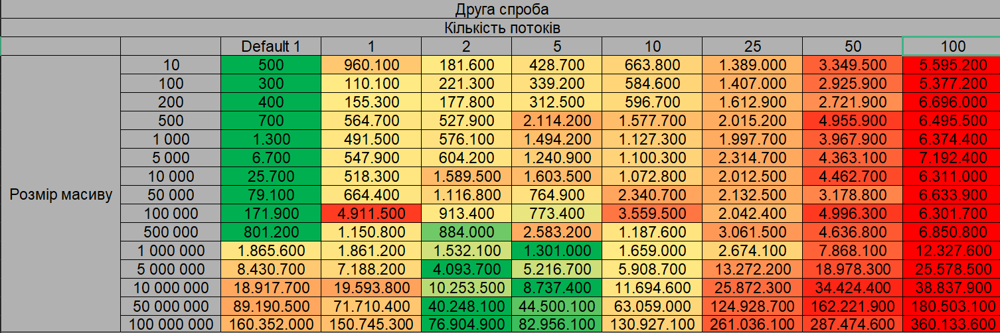 Друга спроба
Кількість потоків
Default 1 1 2 5 10 25 50 100
10 500 960.100 181.600 428.700 663.800 1.389.000 3.349.500 5.595.200
100 300 110.100 221.300 339.200 584.600 1.407.000 2.925.900 5.377.200
200 400 155.300 177.800 312.500 596.700 1.612.900 2.721.900 6.696.000
500 700 564.700 527.900 2.114.200 1.577.700 2.015.200 4.955.900 6.495.500
1 000 1.300 491.500 576.100 1.494.200 1.127.300 1.997.700 3.967.900 6.374.400
5 000 6.700 547.900 604.200 1.240.900 1.100.300 2.314.700 4.363.100 7.192.400
10 000 25.700 518.300 1.589.500 1.603.500 1.072.800 2.012.500 4.462.700 6.311.000
Розмір масиву 50 000 79.100 664.400 1.116.800 764.900 2.340.700 2.132.500 3.178.800 6.633.900
100 000 171.900 4.911.500 913.400 773.400 3.559.500 2.042.400 4.996.300 6.301.700
500 000 801.200 1.150.800 884.000 2.583.200 1.187.600 3.061.500 4.636.800 6.850.800
1 000 000 1.865.600 1.861.200 1.532.100 1.301.000 1.659.000 2.674.100 7.868.100 12.327.600
5 000 000 8.430.700 7.188.200 4.093.700 5.216.700 5.908.700 13.272.200 18.978.300 25.578.500
10 000 000 18.917.700 19.593.800 10.253.500 8.737.400 11.694.600 25.872.300 34.424.400 38.837.900
50 000 000 89.190.500 71.710.400 40.248.100 44.500.100 63.059.000 124.928.700 162.221.900 180.503.100
100 000 000 160.352.000 150.745.300 76.904.900 82.956.100 130.927.100 261.036.100 287.474.600 360.133.600